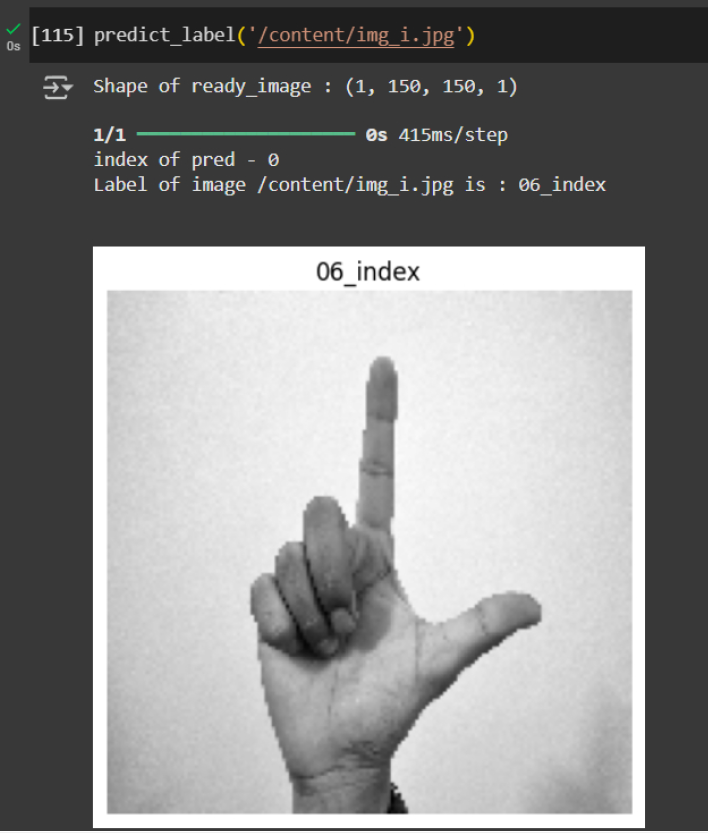 0s [115] predict_label('/content/img_i.jpg')
Shape of ready_image : (1, 150, 150, 1)
1/1 ━━━━━━━━━━━━━━━━━━━━ 0s 415ms/step
index of pred - 0
Label of image /content/img_i.jpg is : 06_index
06_index